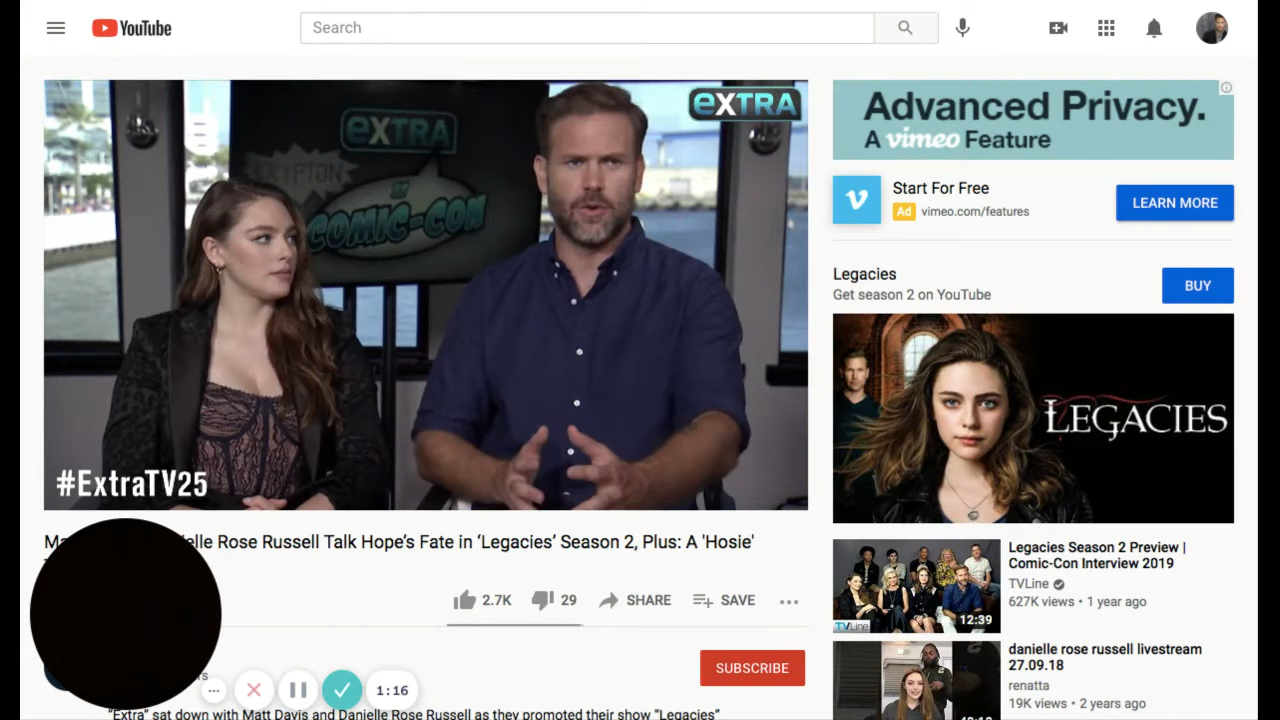 YouTube
Search
eXTRA
eXTRA
KRYPTON
AT
COMIC-CON
#ExtraTV25
Advanced Privacy.
A vimeo Feature
Start For Free
Ad vimeo.com/features
LEARN MORE
Legacies
Get season 2 on YouTube
BUY
LEGACIES
Ma
elle Rose Russell Talk Hope’s Fate in ‘Legacies’ Season 2, Plus: A 'Hosie'
2.7K 29 SHARE SAVE
SUBSCRIBE
1:16
"Extra" sat down with Matt Davis and Danielle Rose Russell as they promoted their show “Legacies”
Legacies Season 2 Preview |
Comic-Con Interview 2019
TVLine
627K views • 1 year ago
TVLine
12:39
danielle rose russell livestream
27.09.18
renatta
19K views • 2 years ago